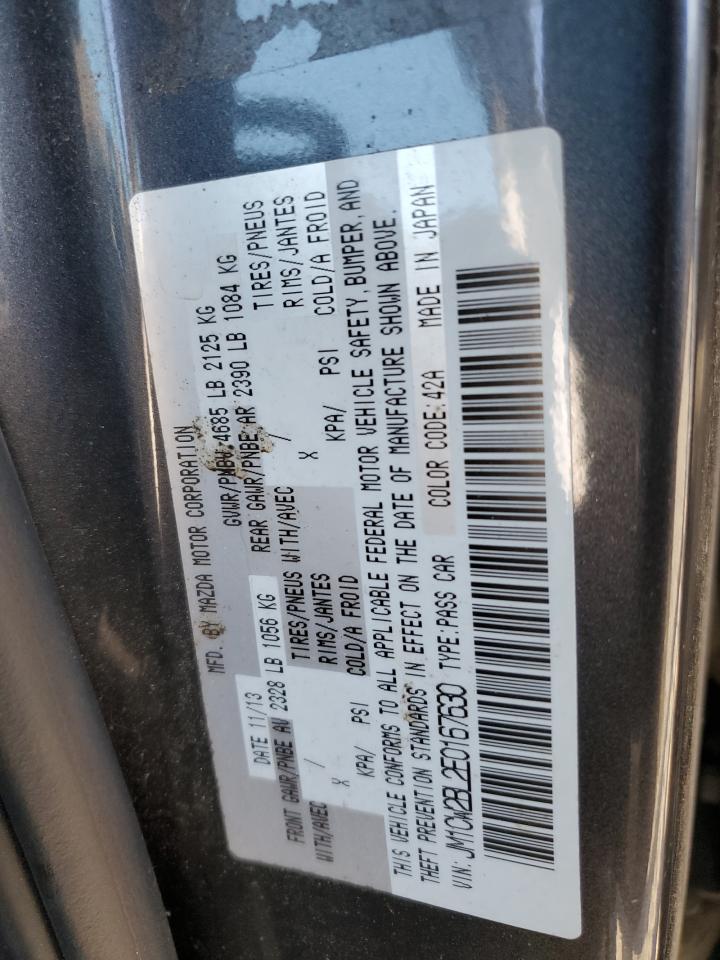 MFD. BY MAZDA MOTOR CORPORATION
DATE 11/13 GVWR/PNBV 4685 LB 2125 KG
FRONT GAWR/PNBE AV 2328 LB 1056 KG REAR GAWR/PNBE AR 2390 LB 1084 KG
WITH/AVEC / TIRES/PNEUS WITH/AVEC / TIRES/PNEUS
X RIMS/JANTES X RIMS/JANTES
KPA/ PSI COLD/A FROID KPA/ PSI COLD/A FROID
THIS VEHICLE CONFORMS TO ALL APPLICABLE FEDERAL MOTOR VEHICLE SAFETY, BUMPER, AND
THEFT PREVENTION STANDARDS IN EFFECT ON THE DATE OF MANUFACTURE SHOWN ABOVE.
VIN: JM1CW2BL2E0167630 TYPE:PASS CAR COLOR CODE:42A MADE IN JAPAN